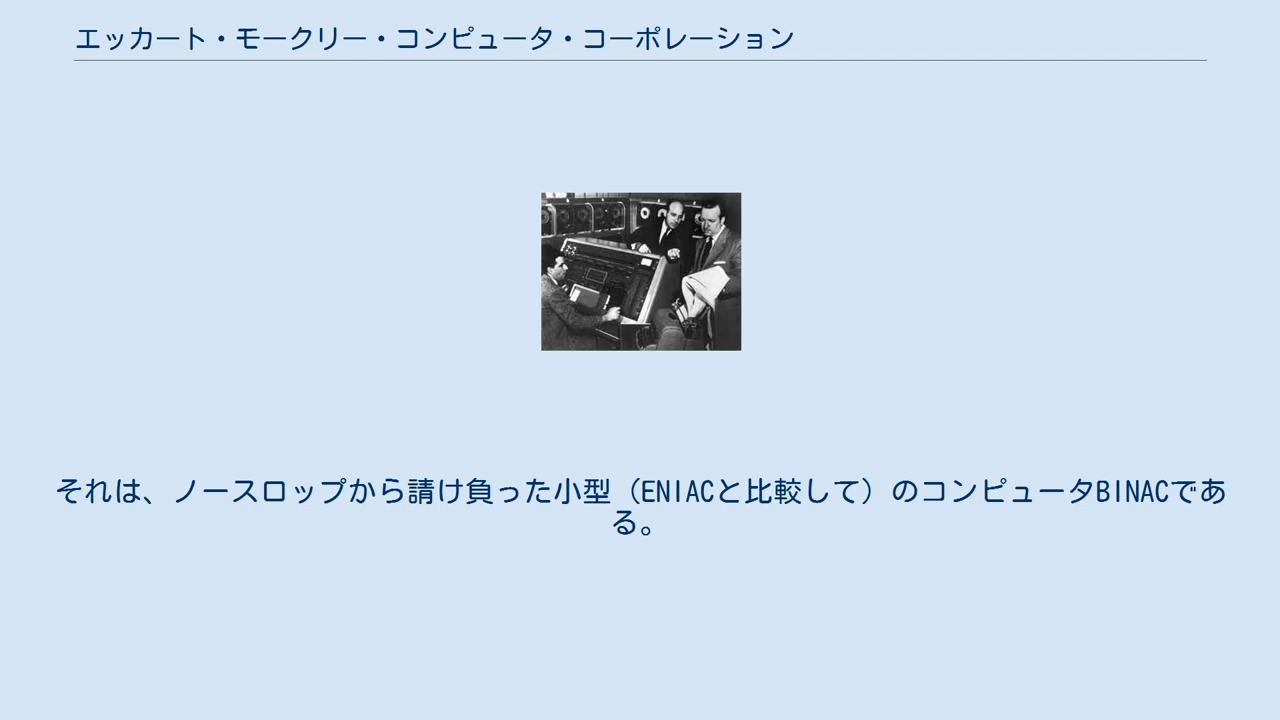 エッカート・モークリー・コンピュータ・コーポレーション
それは、ノースロップから請け負った小型（ENIACと比較して）のコンピュータBINACであ
る。